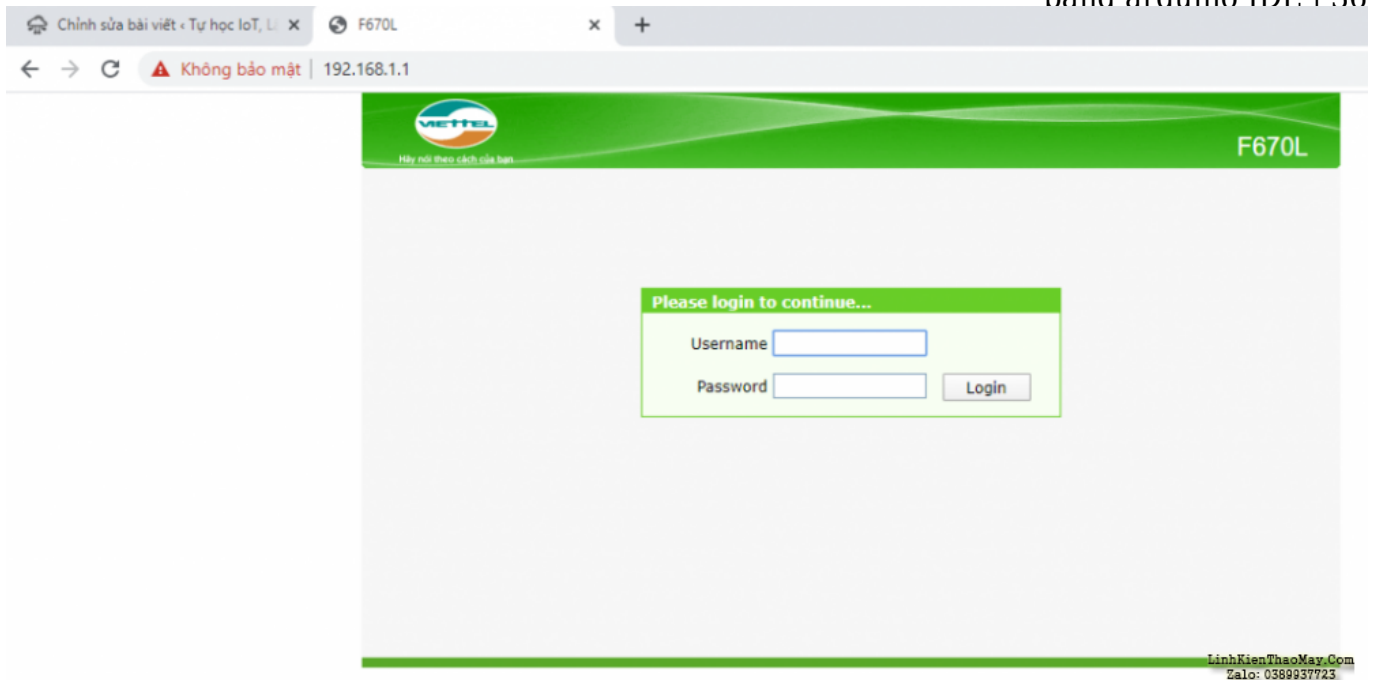 Chỉnh sửa bài viết ‹ Tự học IoT, L
F670L
Không bảo mật | 192.168.1.1
VIETTEL
Hãy nói theo cách của bạn
F670L
Please login to continue...
Username
Password
Login
LinhKienThaoMay.Com
Zalo: 0389937723